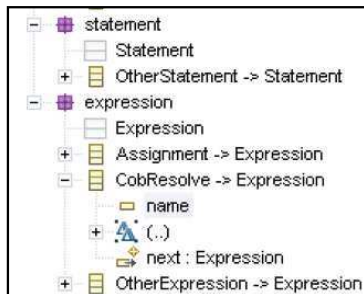 statement
Statement
OtherStatement -> Statement
expression
Expression
Assignment -> Expression
CobResolve -> Expression
name
(..)
next : Expression
OtherExpression -> Expression